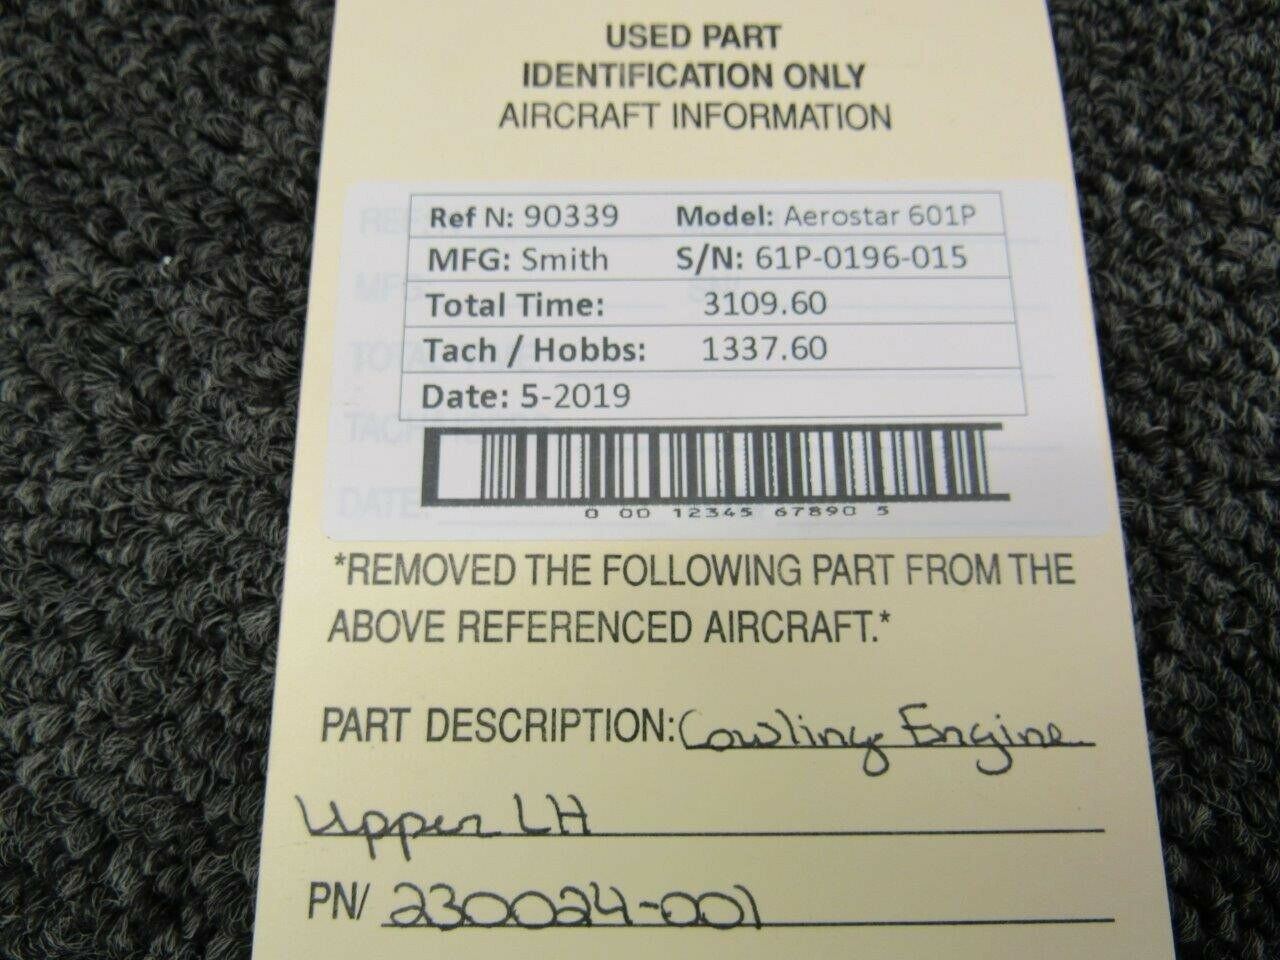 USED PART
IDENTIFICATION ONLY
AIRCRAFT INFORMATION
Ref N: 90339 Model: Aerostar 601P
MFG: Smith S/N: 61P-0196-015
Total Time: 3109.60
Tach / Hobbs: 1337.60
Date: 5-2019
0 00 12345 67890 5
*REMOVED THE FOLLOWING PART FROM THE
ABOVE REFERENCED AIRCRAFT.*
PART DESCRIPTION: Cowling Engine
Upper LH
PN/ 230024-001